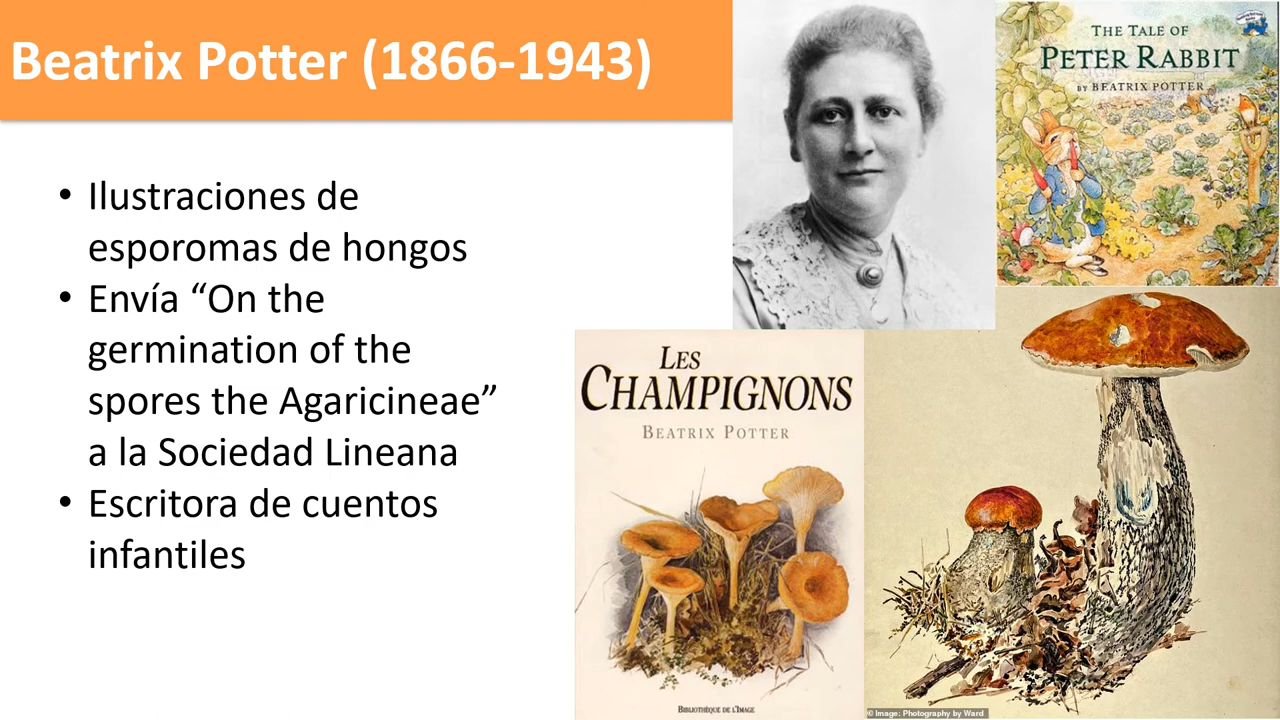 Beatrix Potter (1866-1943)
• Ilustraciones de
esporomas de hongos
• Envía “On the
germination of the
spores the Agaricineae”
a la Sociedad Lineana
• Escritora de cuentos
infantiles
THE TALE OF
PETER RABBIT
BY BEATRIX POTTER
LES
CHAMPIGNONS
BEATRIX POTTER
BIBLIOTHÈQUE DE L'IMAGE
© Image: Photography by Ward